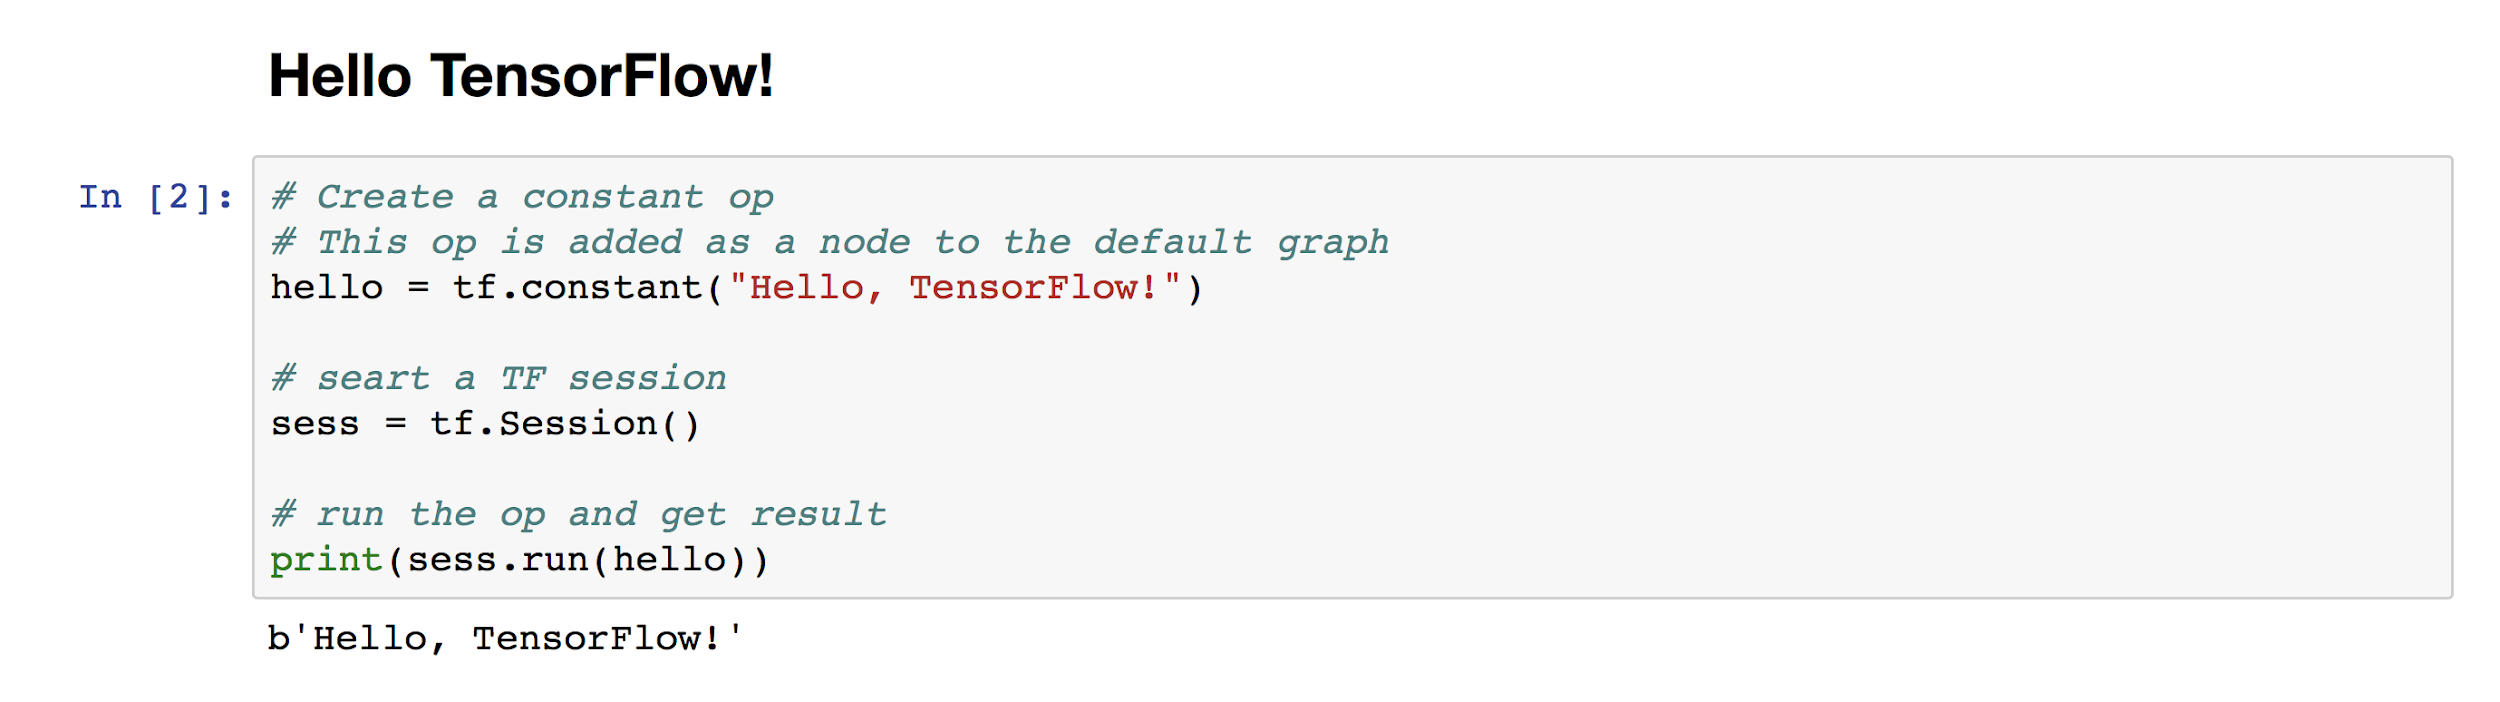 Hello TensorFlow!
In [2]:
# Create a constant op
# This op is added as a node to the default graph
hello = tf.constant("Hello, TensorFlow!")
# seart a TF session
sess = tf.Session()
# run the op and get result
print(sess.run(hello))
b'Hello, TensorFlow!'